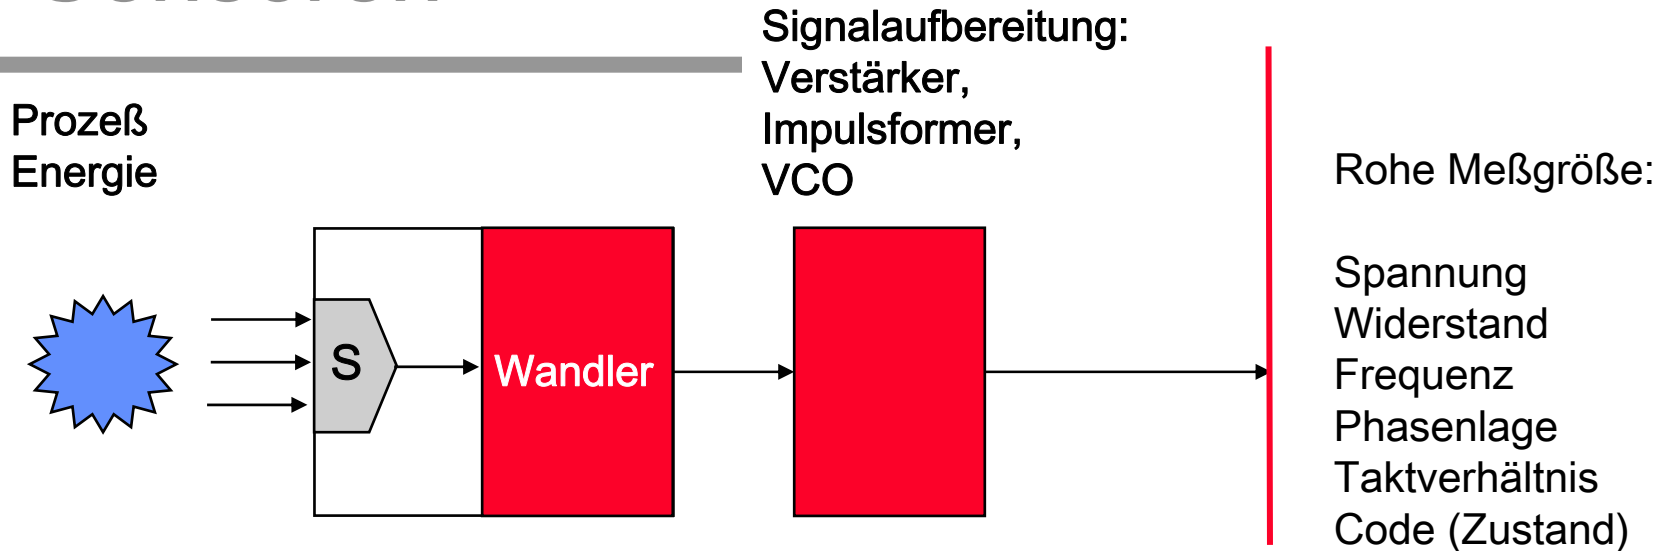 Signalaufbereitung:
Verstärker,
Impulsformer,
VCO
Prozeß
Energie
Rohe Meßgröße:
S
Wandler
Spannung
Widerstand
Frequenz
Phasenlage
Taktverhältnis
Code (Zustand)